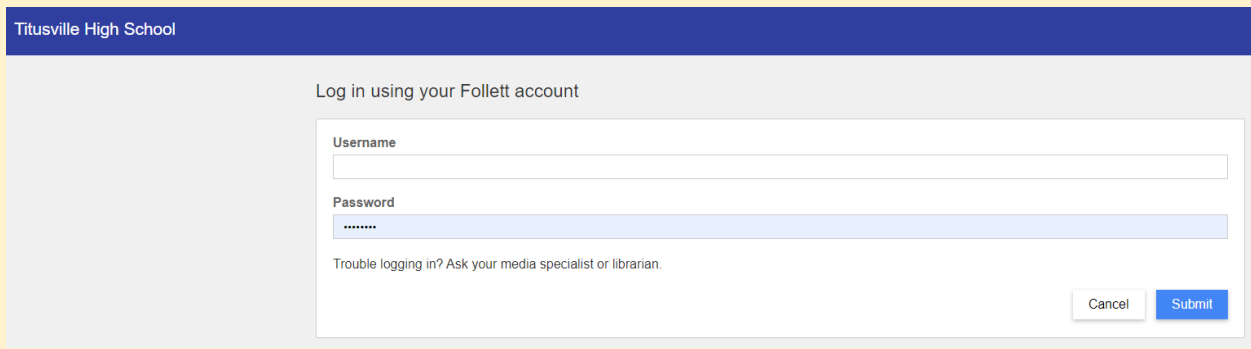 Titusville High School
Log in using your Follett account
Username
Password
••••••••
Trouble logging in? Ask your media specialist or librarian.
Cancel Submit